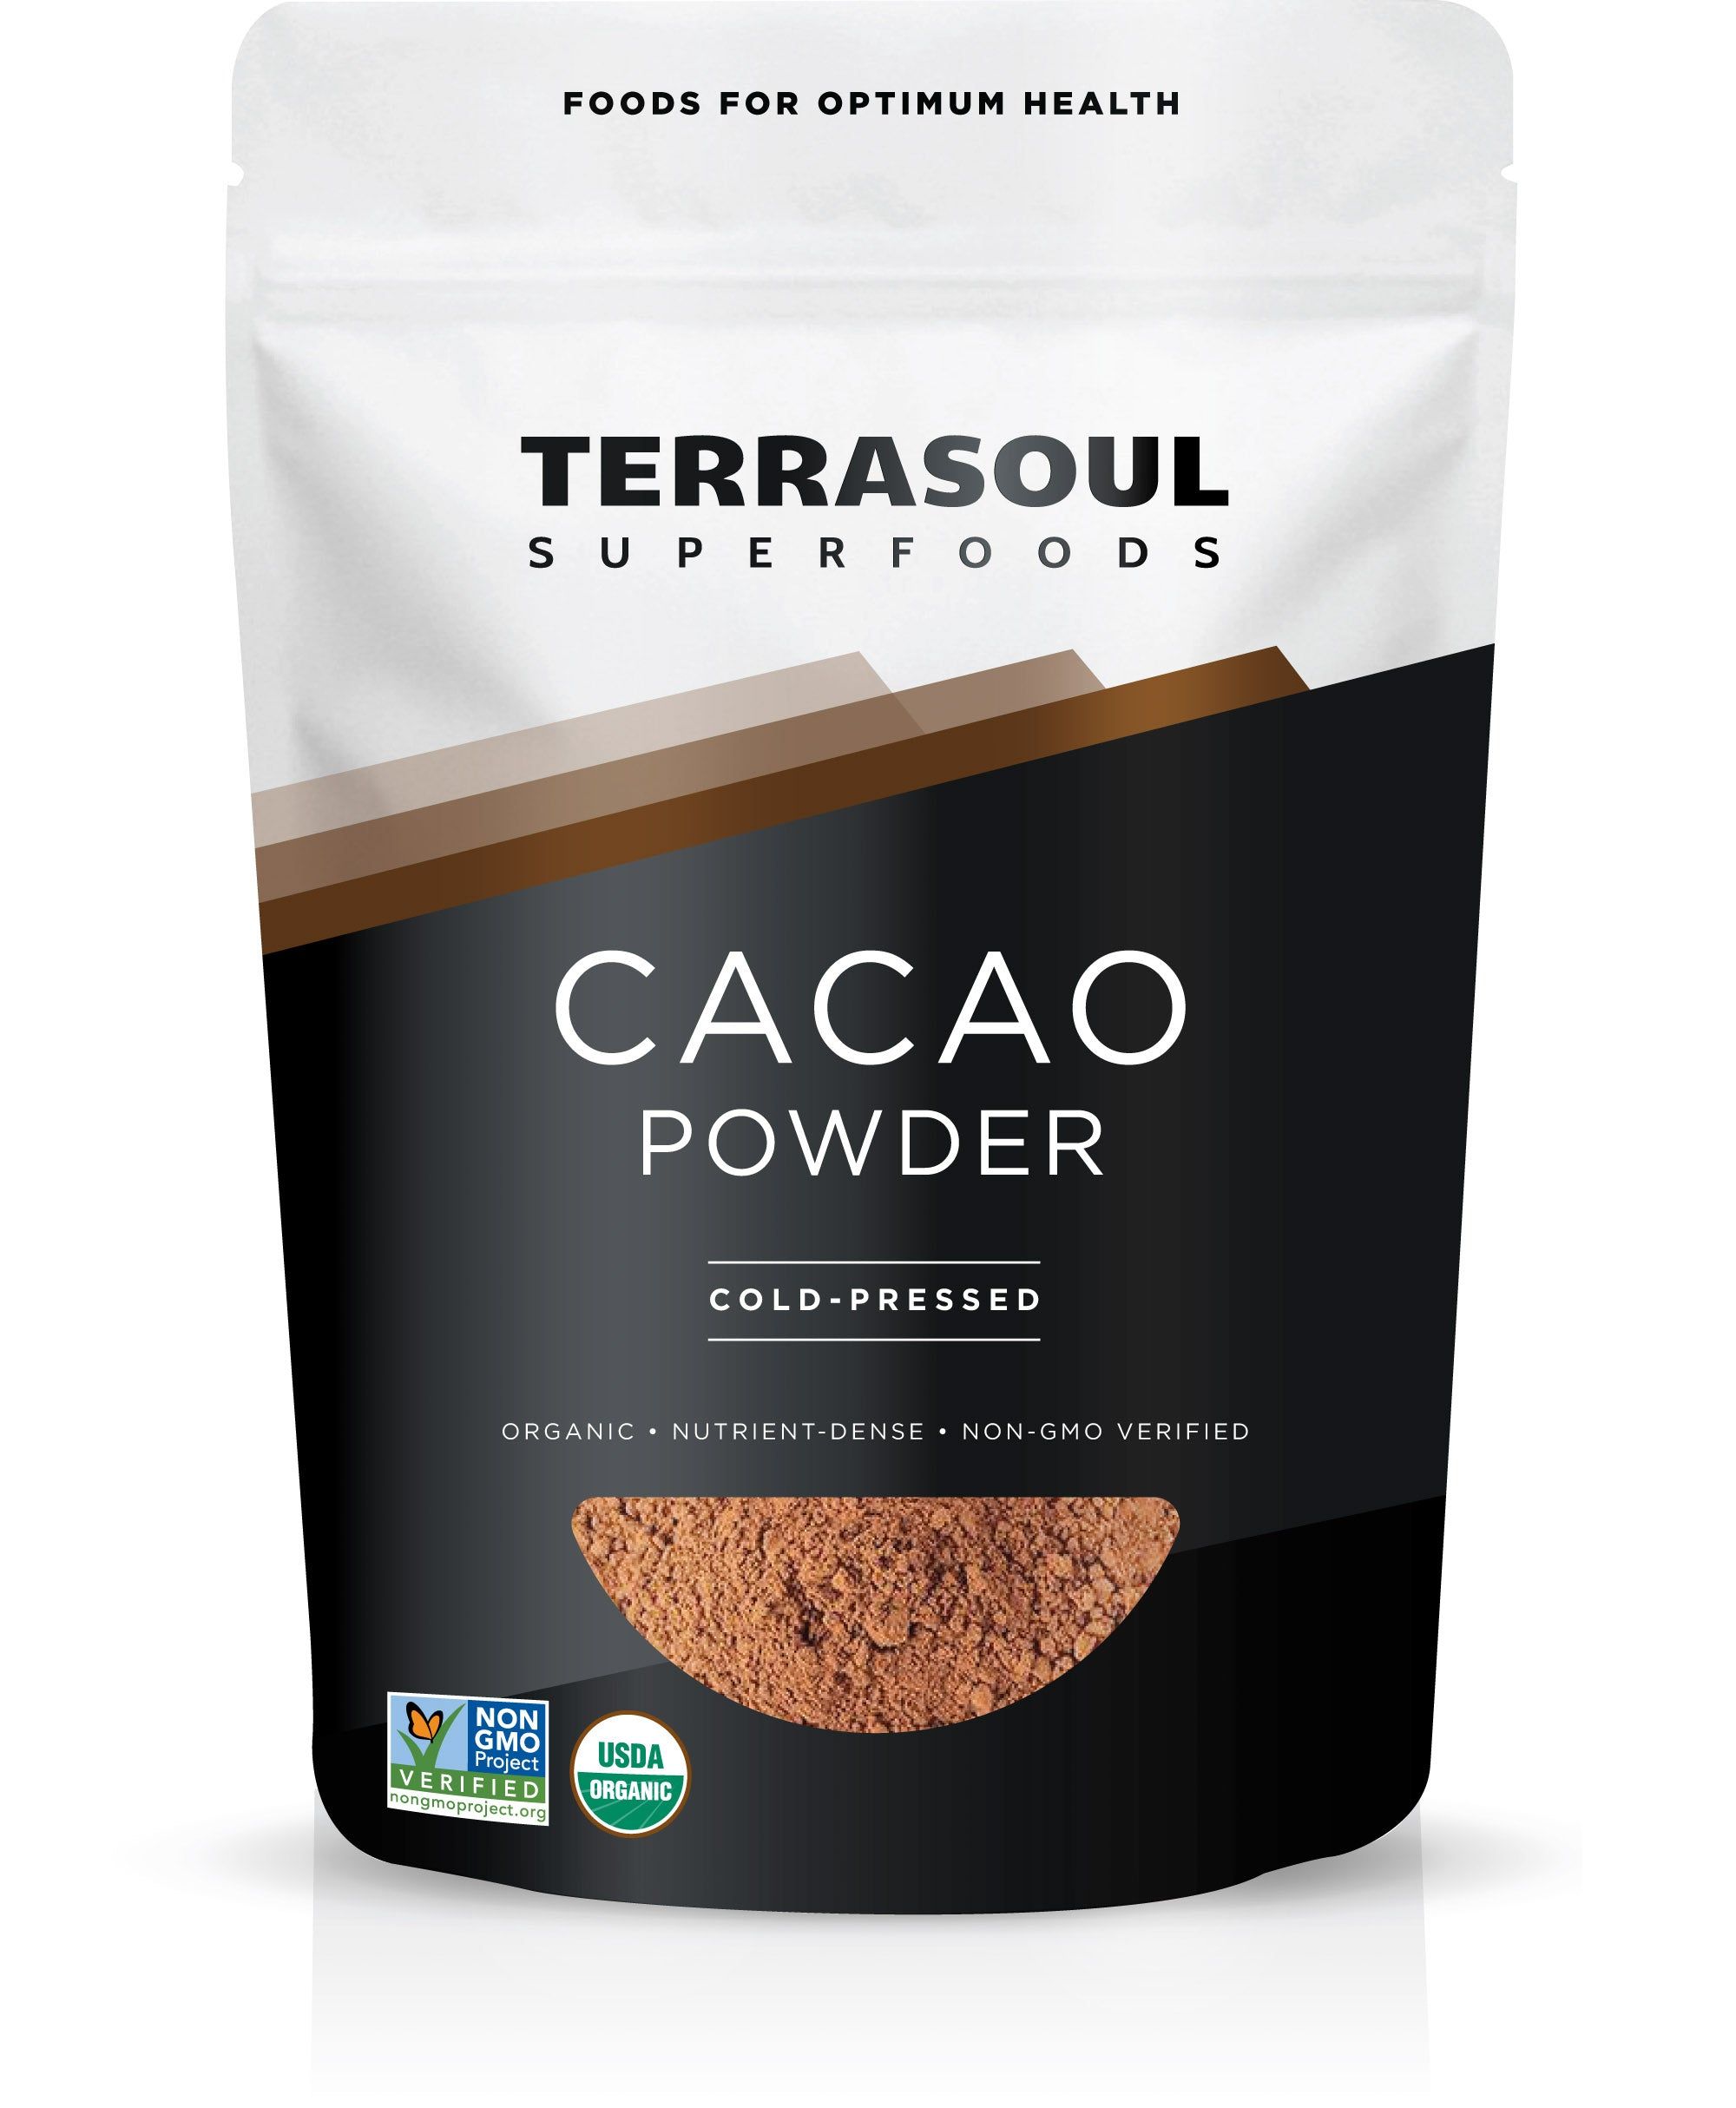 FOODS FOR OPTIMUM HEALTH
TERRASOUL
SUPERFOODS
CACAO
POWDER
COLD-PRESSED
ORGANIC • NUTRIENT-DENSE • NON-GMO VERIFIED
NON
GMO
Project
VERIFIED
nongmoproject.org
USDA
ORGANIC